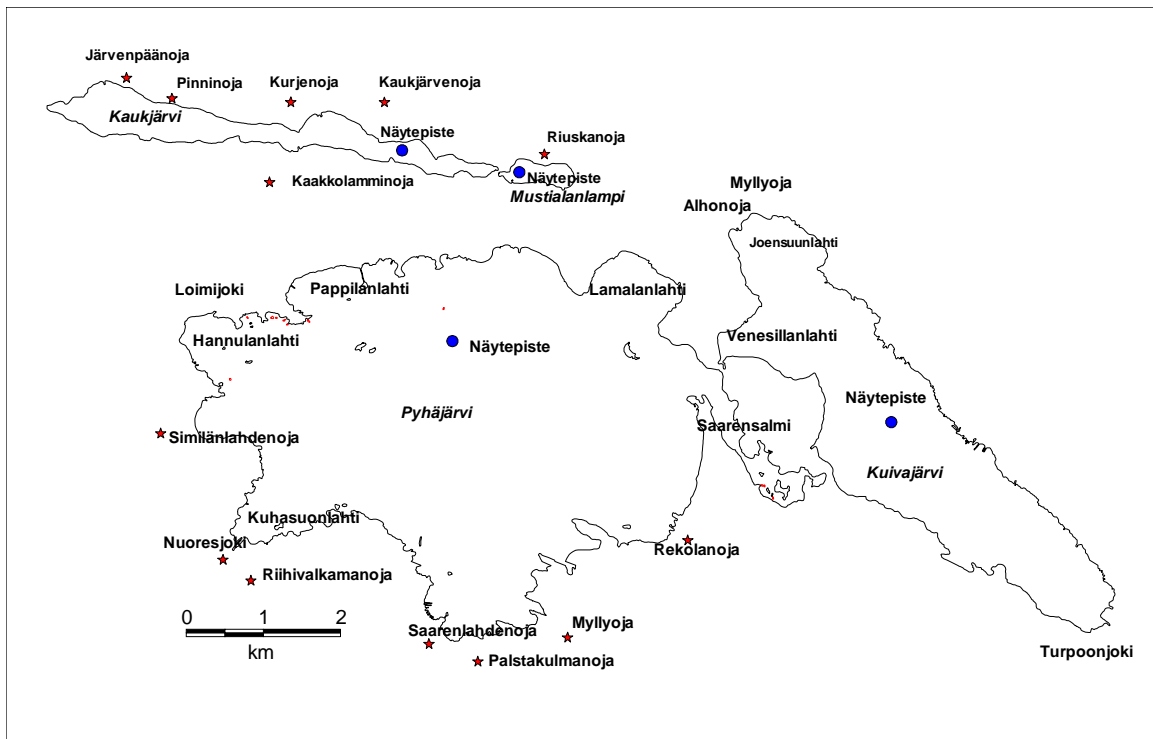 Järvenpäänoja
Pinninoja
Kurjenoja
Kaukjärvenoja
Kaukjärvi
Näytepiste
Riuskanoja
Kaakkolamminoja
Näytepiste
Mustialanlampi
Myllyoja
Alhonoja
Joensuunlahti
Loimijoki
Pappilanlahti
Lamalanlahti
Hannulanlahti
Näytepiste
Venesillanlahti
Pyhäjärvi
Näytepiste
Similänlahdenoja
Saarensalmi
Kuivajärvi
Kuhasuonlahti
Nuoresjoki
Rekolanoja
Riihivalkamanoja
0 1 2
km
Saarenlahdenoja
Myllyoja
Palstakulmanoja
Turpoonjoki